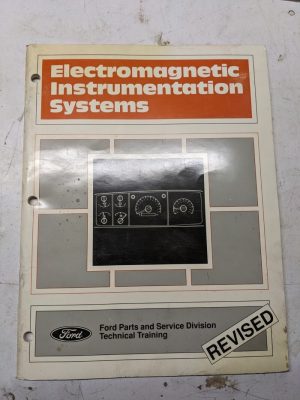 Electromagnetic
Instrumentation
Systems
Ford
Ford Parts and Service Division
Technical Training
REVISED